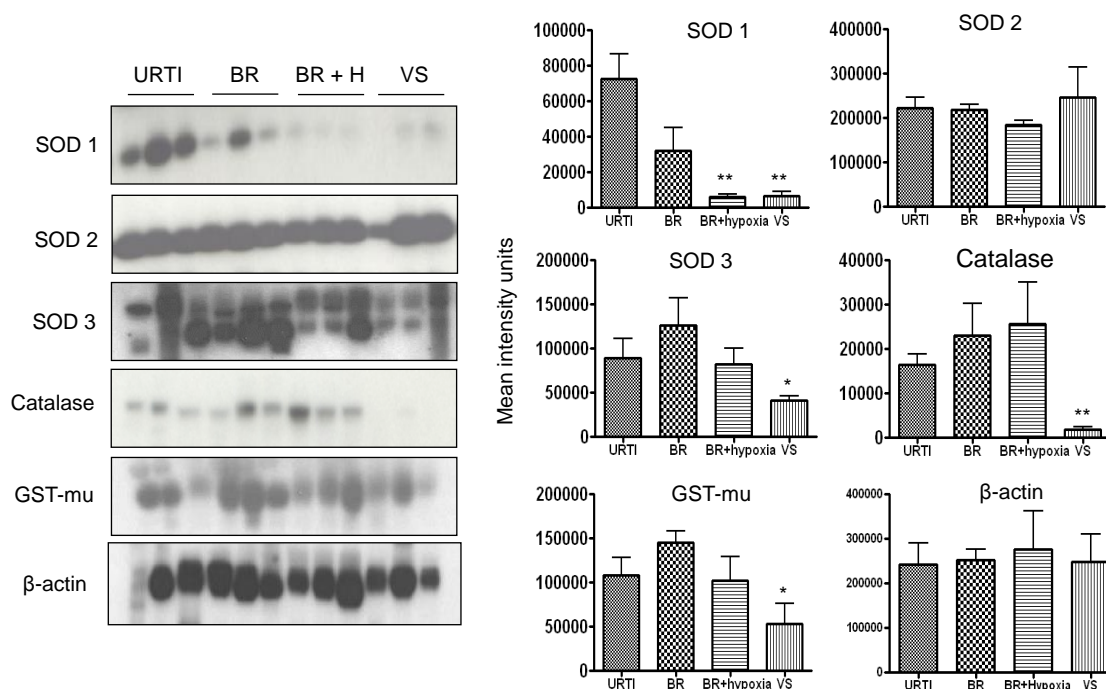 URTI BR BR + H VS
SOD 1
SOD 2
SOD 3
Catalase
GST-mu
β-actin
Mean intensity units
SOD 1
100000
80000
60000
40000
20000
0
** **
URTI BR BR+hypoxia VS
SOD 2
400000
300000
200000
100000
0
URTI BR BR+hypoxia VS
SOD 3
200000
150000
100000
50000
0
*
URTI BR BR+hypoxia VS
Catalase
40000
30000
20000
10000
0
**
URTI BR BR+hypoxia VS
GST-mu
200000
150000
100000
50000
0
*
URTI BR BR+hypoxia VS
β-actin
400000
300000
200000
100000
0
URTI BR BR+Hypoxia VS